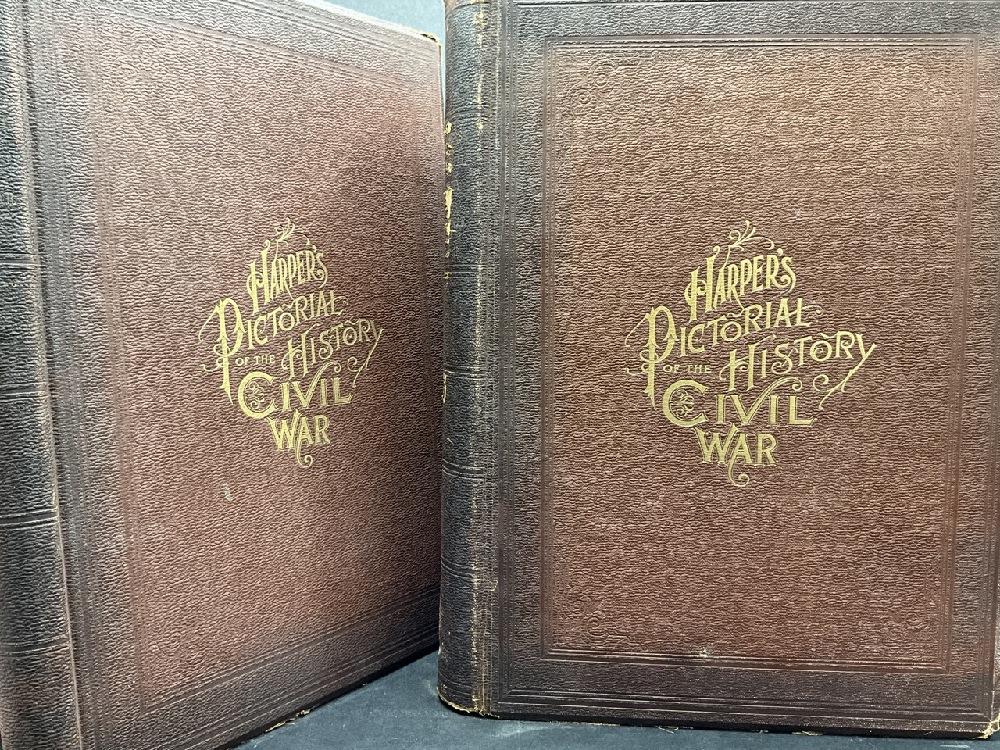 HARPER'S
PICTORIAL
OF THE HISTORY
CIVIL
WAR
HARPER'S
PICTORIAL
OF THE HISTORY
CIVIL
WAR